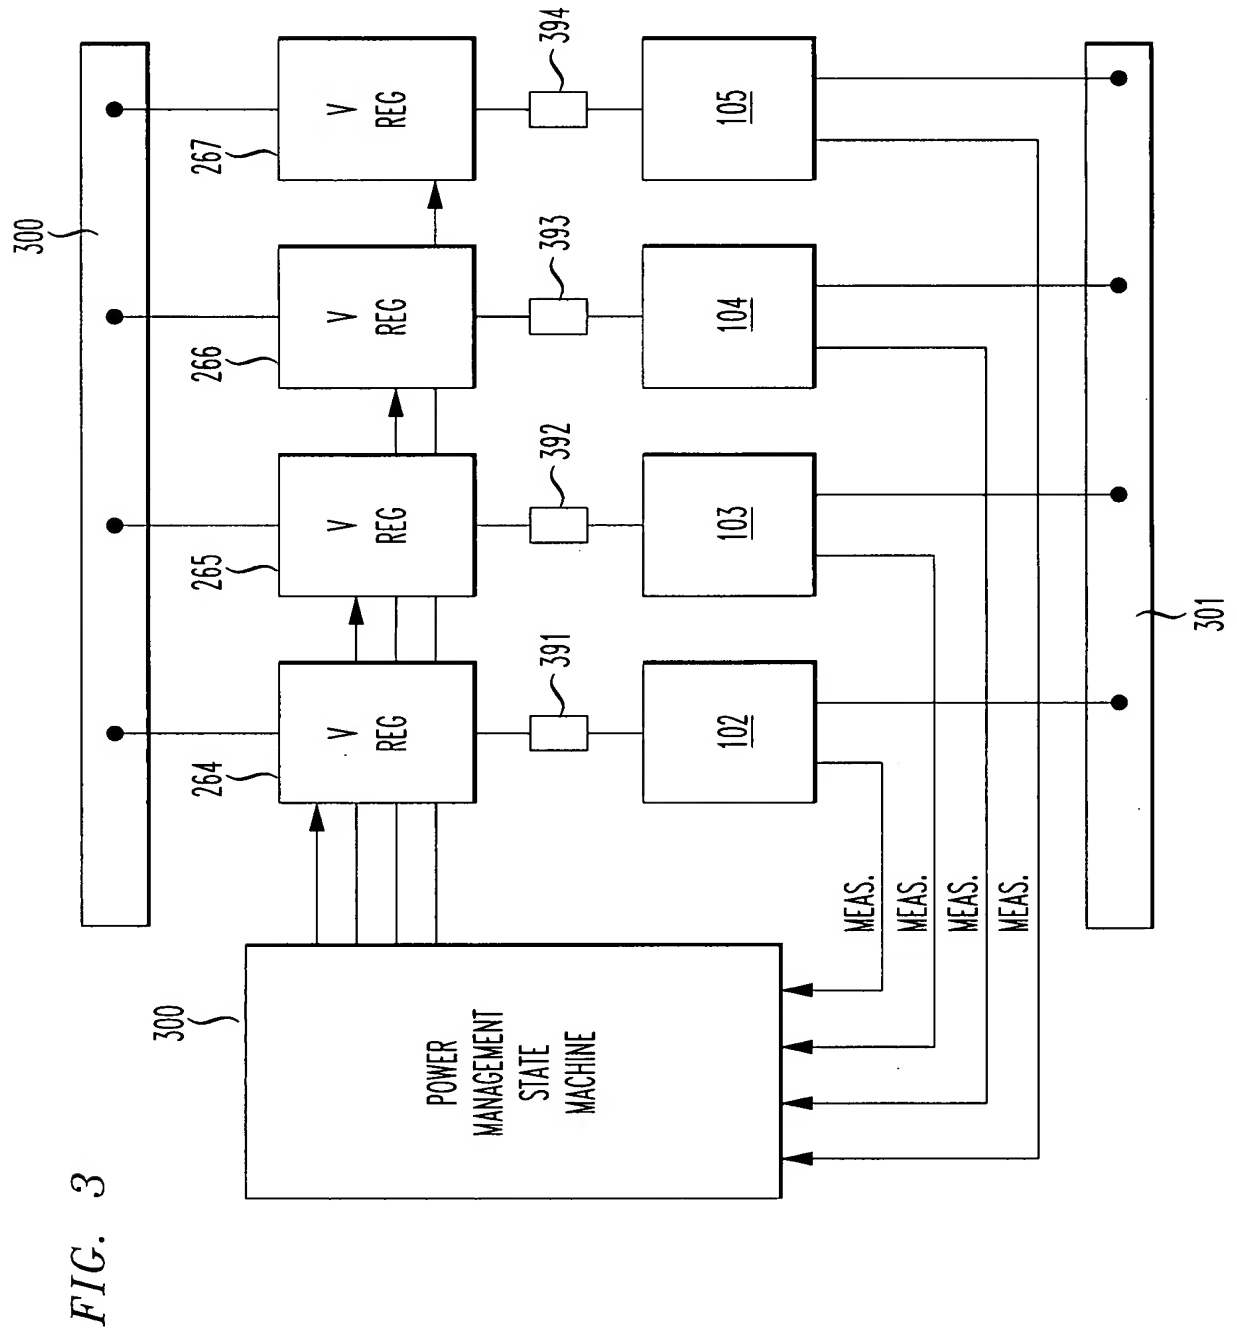 FIG. 3
300
300
POWER
MANAGEMENT
STATE
MACHINE
264
V
REG
265
V
REG
266
V
REG
267
V
REG
391
392
393
394
102
103
104
105
MEAS.
MEAS.
MEAS.
MEAS.
301